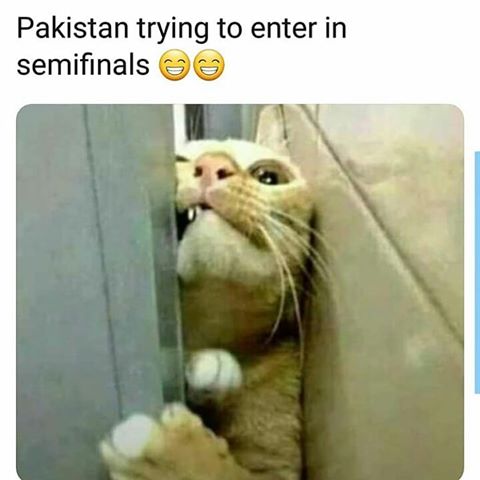 Pakistan trying to enter in
semifinals 😁😁